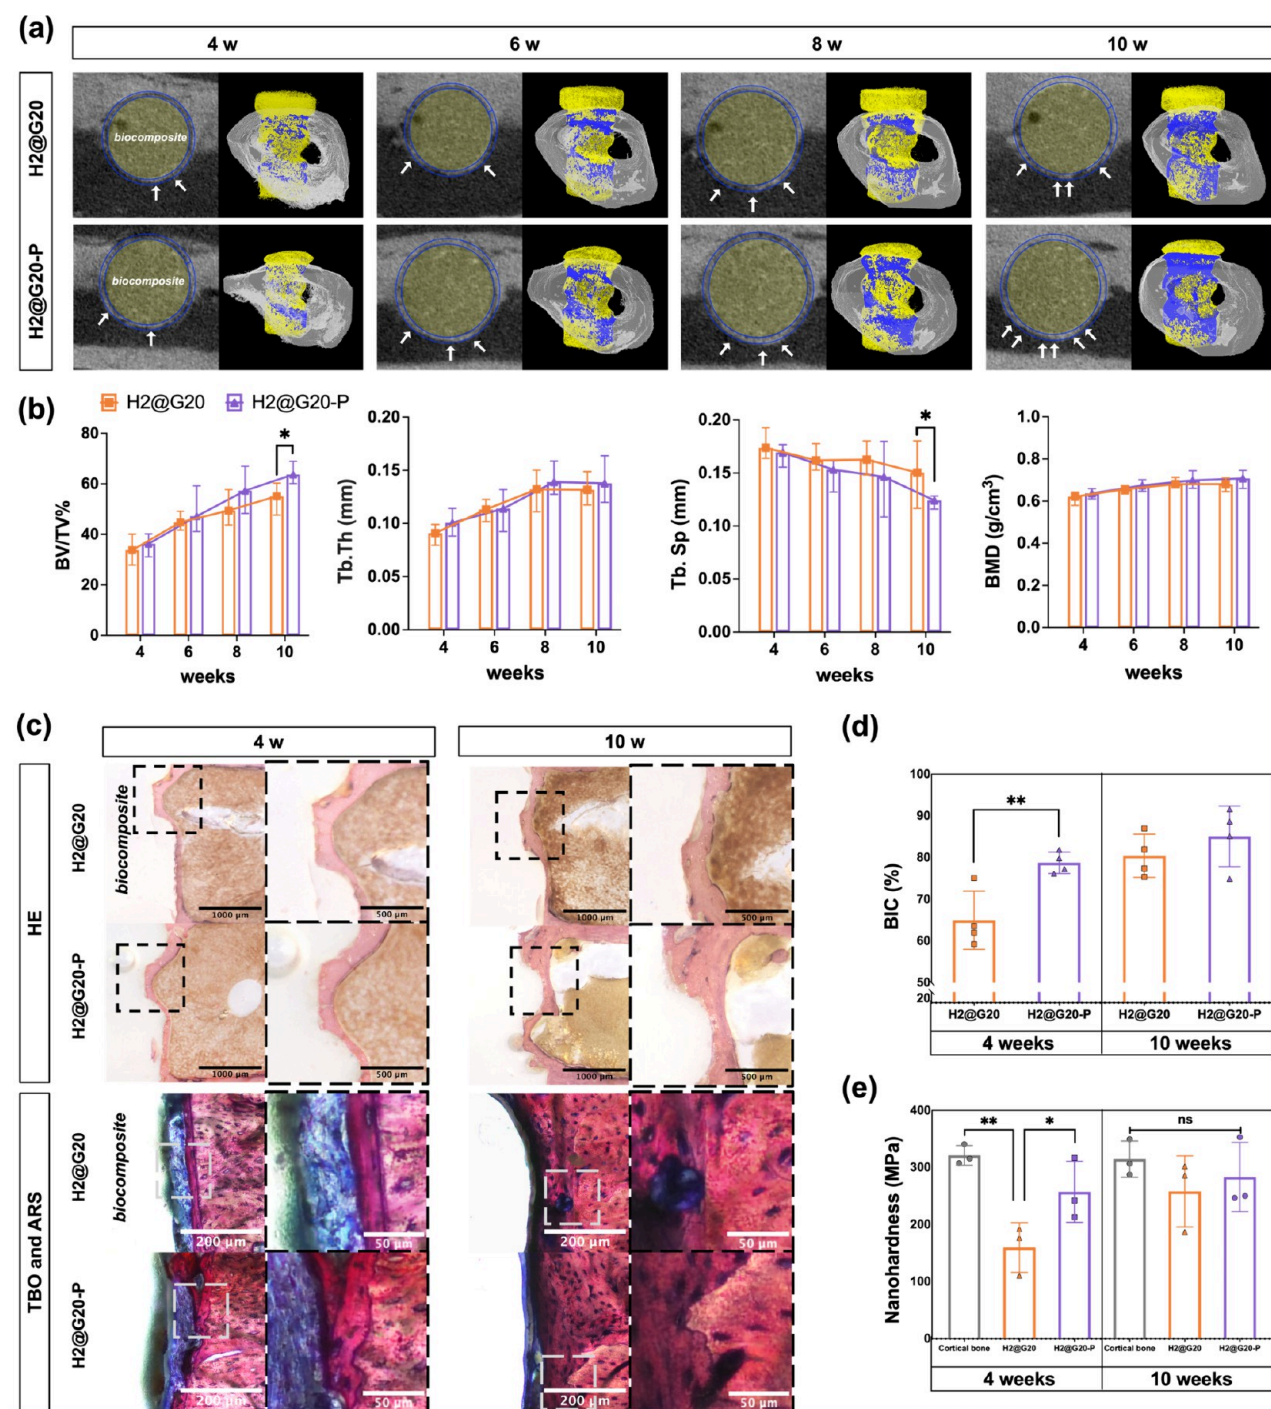 (a)
4 w
6 w
8 w
10 w
H2@G20
biocomposite
H2@G20-P
biocomposite
(b)
H2@G20
H2@G20-P
BV/TV%
80
60
40
20
0
*
4 6 8 10
weeks
Tb.Th (mm)
0.20
0.15
0.10
0.05
0.00
4 6 8 10
weeks
Tb. Sp (mm)
0.20
0.15
0.10
0.05
0.00
*
4 6 8 10
weeks
BMD (g/cm³)
1.0
0.8
0.6
0.4
0.2
0.0
4 6 8 10
weeks
(c)
4 w
10 w
HE
H2@G20
biocomposite
1000 µm
500 µm
1000 µm
500 µm
H2@G20-P
1000 µm
500 µm
1000 µm
500 µm
TBO and ARS
H2@G20
biocomposite
200 µm
50 µm
200 µm
50 µm
H2@G20-P
200 µm
50 µm
200 µm
50 µm
(d)
BIC (%)
100
90
80
70
60
50
20
**
H2@G20 H2@G20-P H2@G20 H2@G20-P
4 weeks 10 weeks
(e)
Nanohardness (MPa)
400
300
200
100
0
** * ns
Cortical bone H2@G20 H2@G20-P Cortical bone H2@G20 H2@G20-P
4 weeks 10 weeks